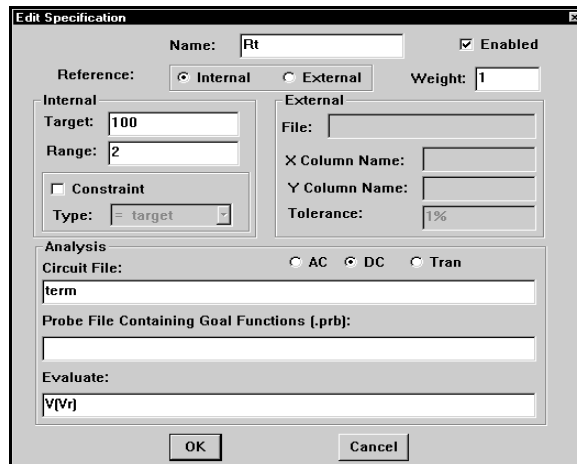 Edit Specification
Name: Rt Enabled
Reference: Internal External Weight: 1
Internal External
Target: 100 File:
Range: 2 X Column Name:
Constraint Y Column Name:
Type: = target Tolerance: 1%
Analysis
Circuit File: AC DC Tran
term
Probe File Containing Goal Functions (.prb):
Evaluate:
V(Vr)
OK Cancel